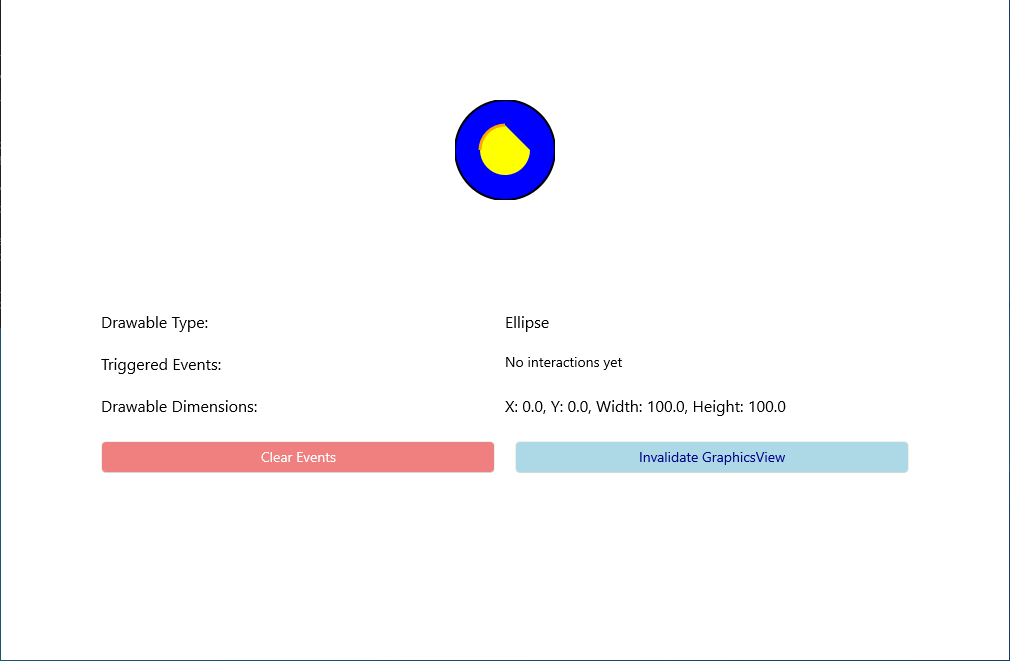 Drawable Type: Ellipse
Triggered Events: No interactions yet
Drawable Dimensions: X: 0.0, Y: 0.0, Width: 100.0, Height: 100.0
Clear Events Invalidate GraphicsView